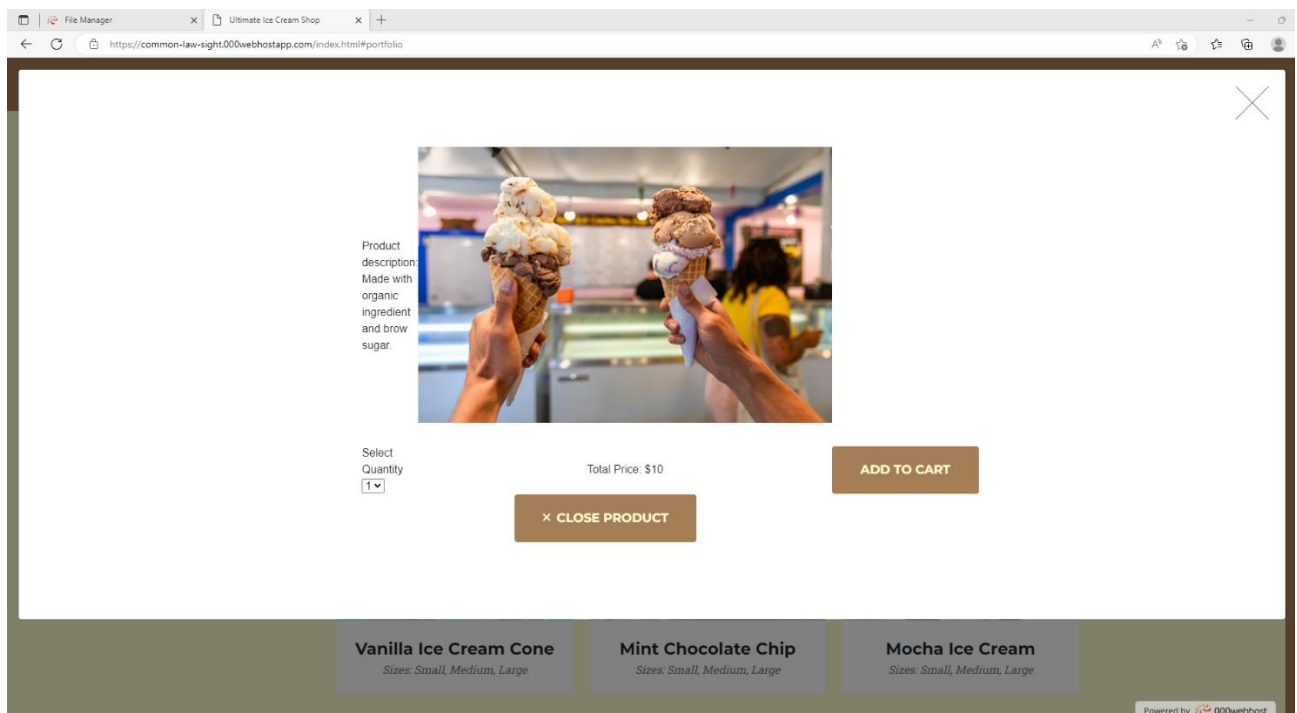 File Manager
Ultimate Ice Cream Shop
https://common-law-sight.000webhostapp.com/index.html#portfolio
Product
description:
Made with
organic
ingredient
and brow
sugar.
Select
Quantity
1
Total Price: $10
ADD TO CART
× CLOSE PRODUCT
Vanilla Ice Cream Cone
Sizes: Small, Medium, Large
Mint Chocolate Chip
Sizes: Small, Medium, Large
Mocha Ice Cream
Sizes: Small, Medium, Large
Powered by 000webhost